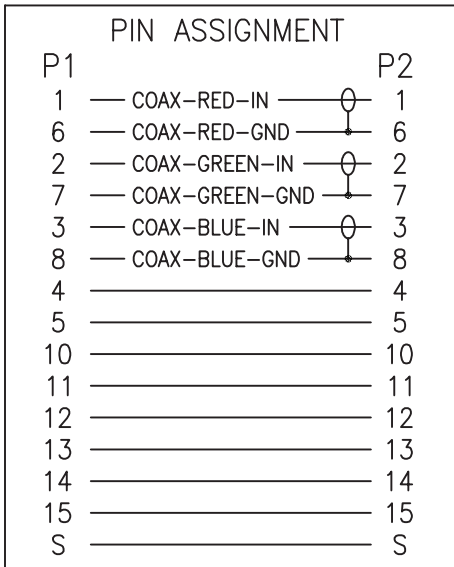 PIN ASSIGNMENT
P1 P2
1 COAX-RED-IN 1
6 COAX-RED-GND 6
2 COAX-GREEN-IN 2
7 COAX-GREEN-GND 7
3 COAX-BLUE-IN 3
8 COAX-BLUE-GND 8
4 4
5 5
10 10
11 11
12 12
13 13
14 14
15 15
S S